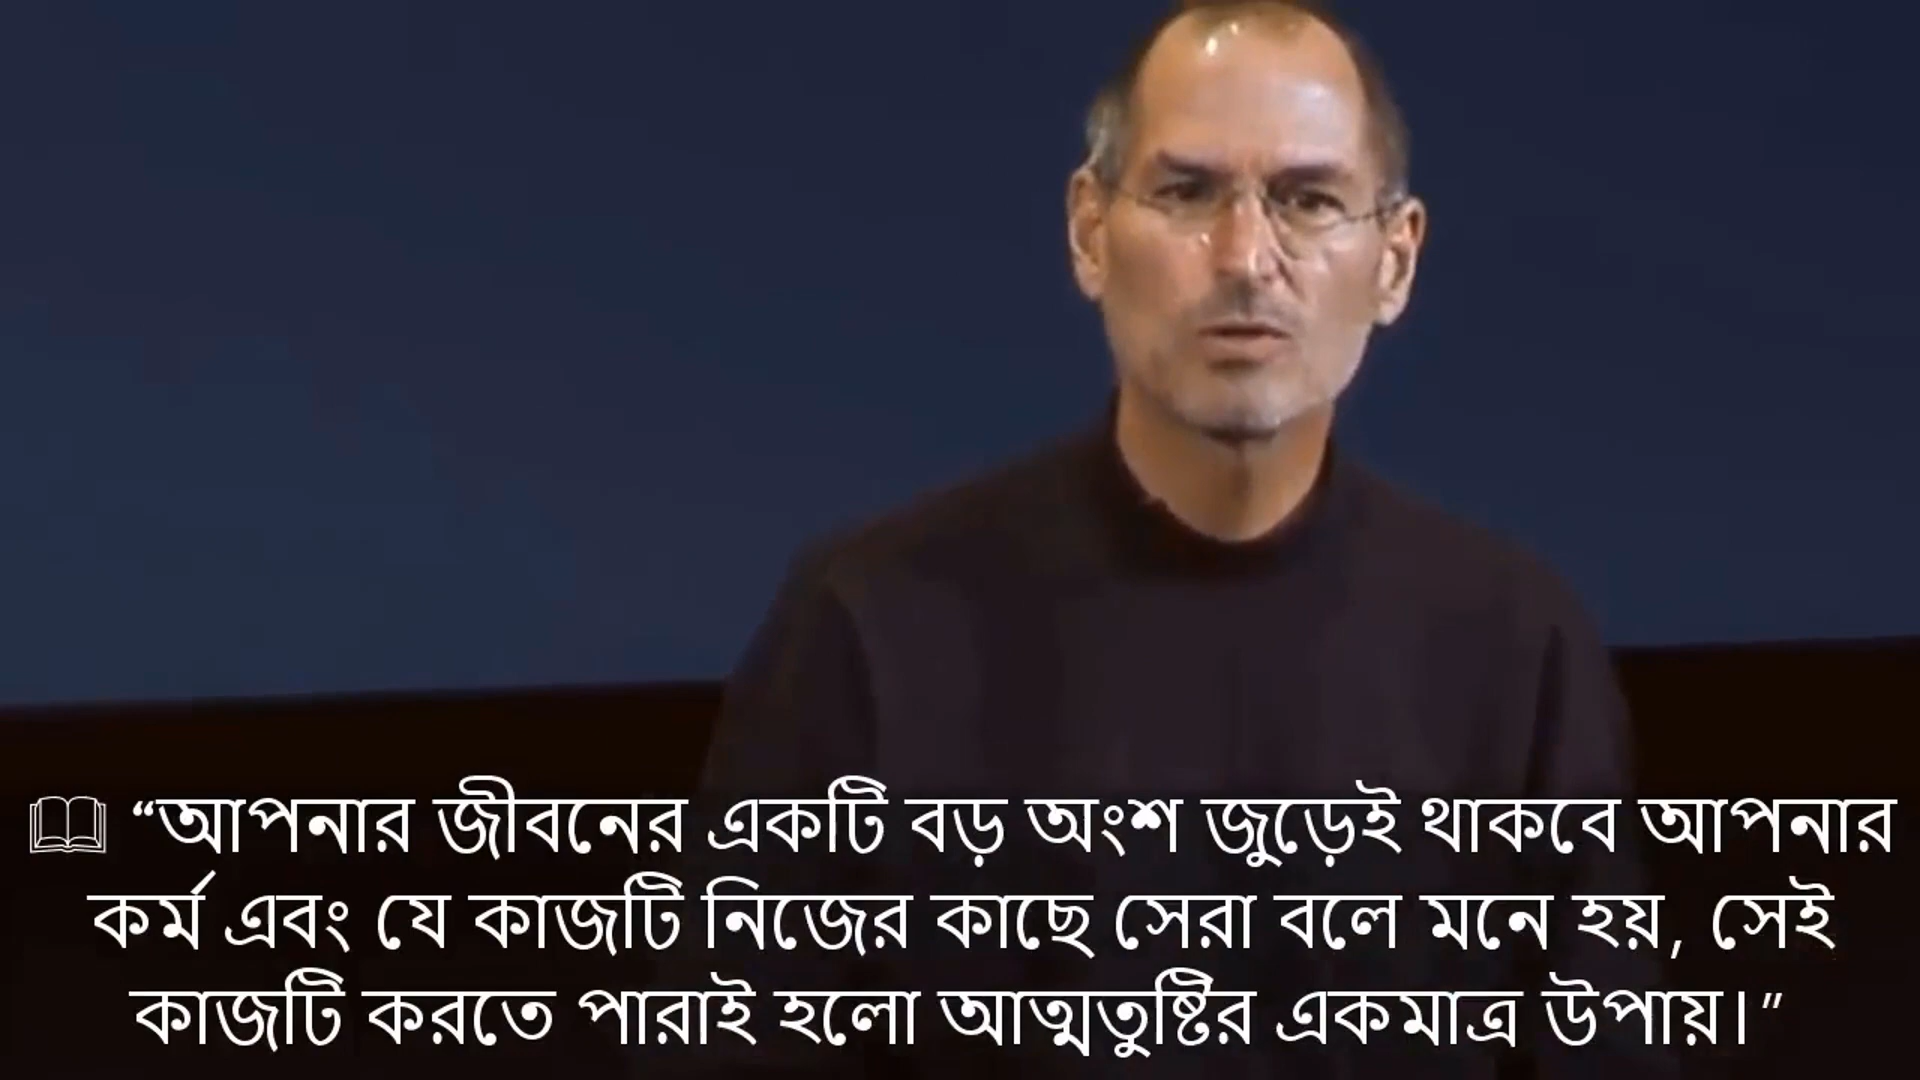 “আপনার জীবনের একটি বড় অংশ জুড়েই থাকবে আপনার
কর্ম এবং যে কাজটি নিজের কাছে সেরা বলে মনে হয়, সেই
কাজটি করতে পারাই হলো আত্মতুষ্টির একমাত্র উপায়।”